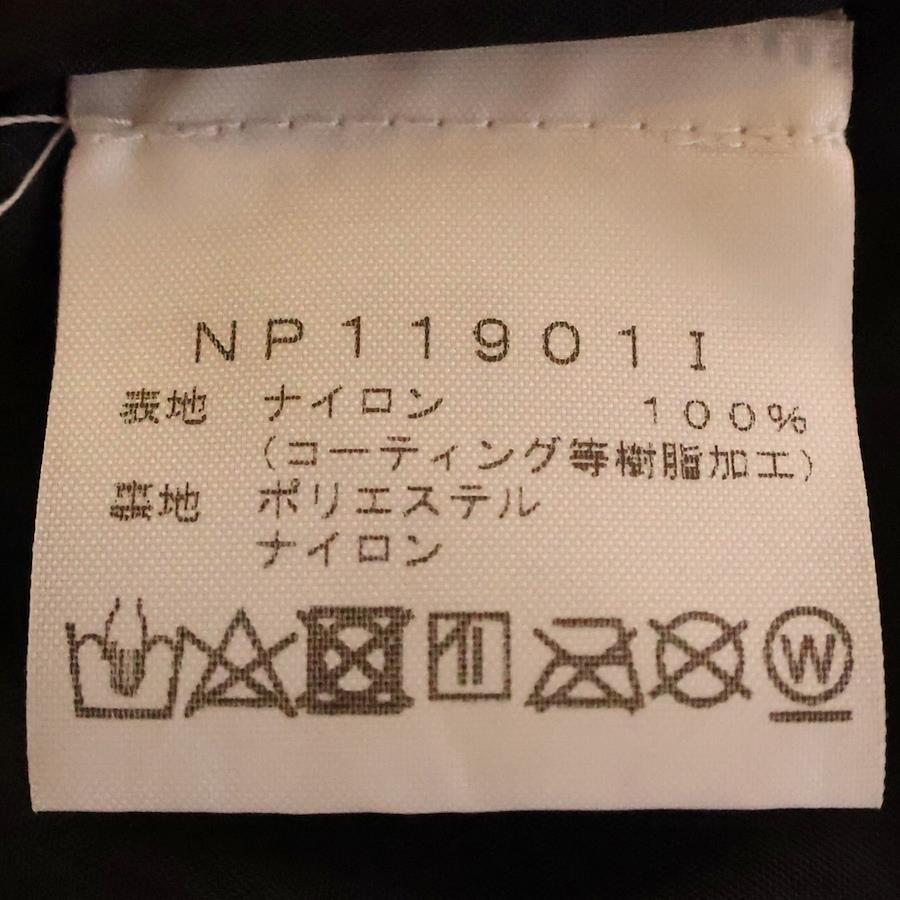 NP11901I
表地 ナイロン 100%
(コーティング等樹脂加工)
裏地 ポリエステル
ナイロン
W